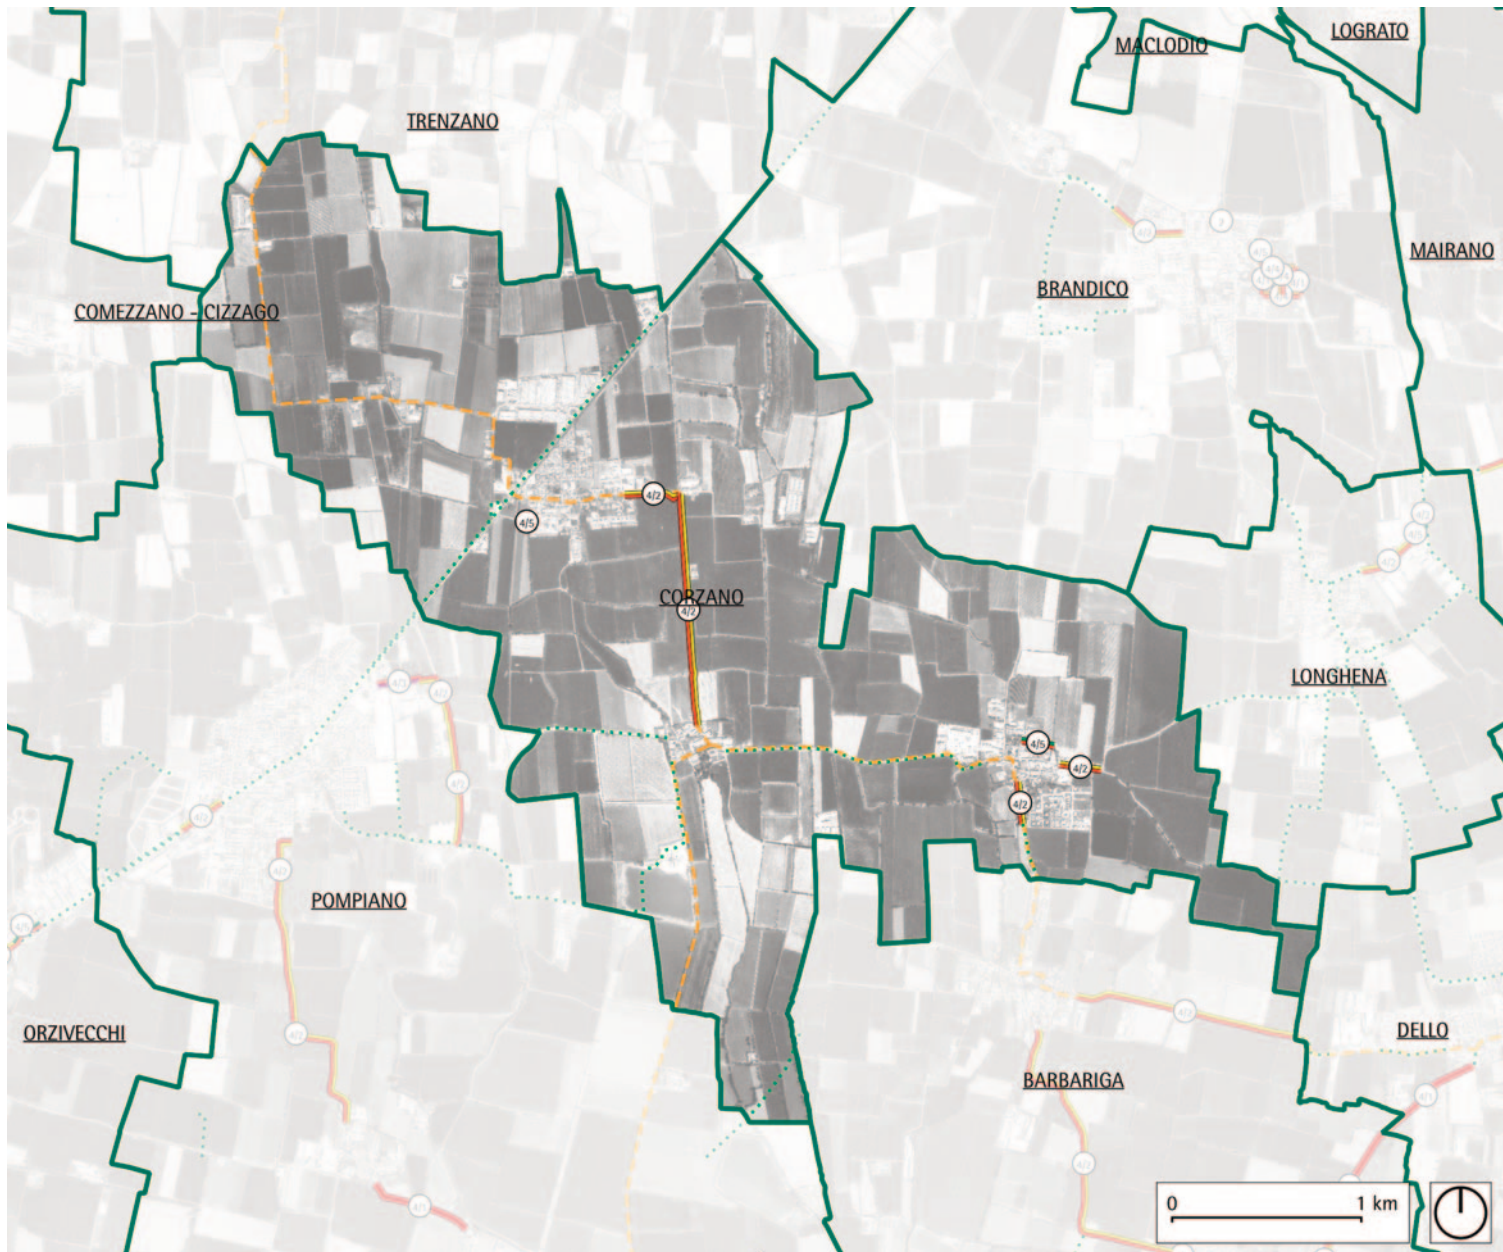 LOGRATO
MACLODIO
TRENZANO
7
MAIRANO
BRANDICO
COMEZZANO - CIZZAGO
4/2
4/5
CORZANO
4/2
LONGHENA
4/5
4/2
4/2
POMPIANO
ORZIVECCHI
DELLO
BARBARIGA
0 1 km